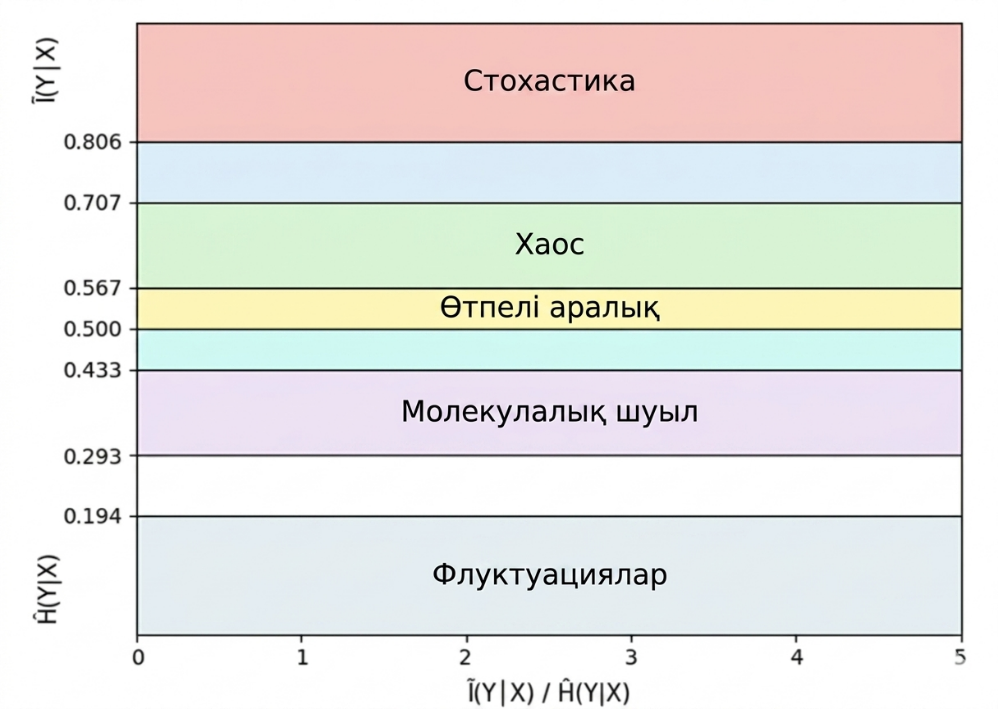 Ĩ(Y|X)
Стохастика
0.806
0.707
Хаос
0.567
Өтпелі аралық
0.500
0.433
Молекулалық шуыл
0.293
0.194
Ĥ(Y|X)
Флуктуациялар
0 1 2 3 4 5
Ĩ(Y|X) / Ĥ(Y|X)